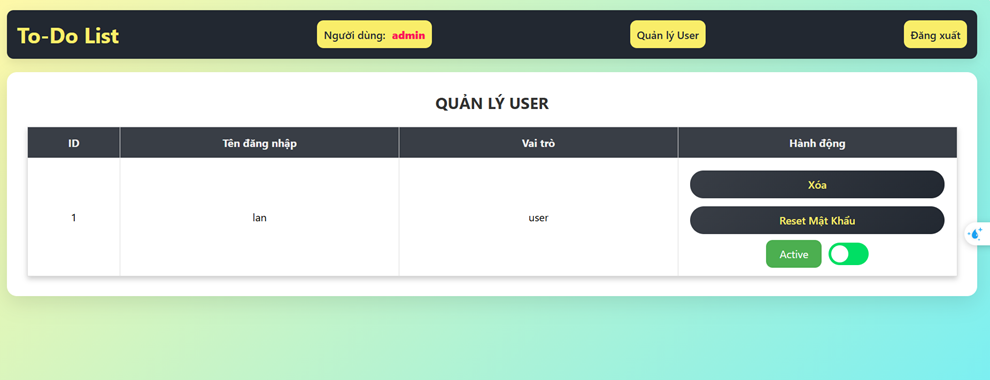 To-Do List
Người dùng: admin
Quản lý User
Đăng xuất
QUẢN LÝ USER
ID
Tên đăng nhập
Vai trò
Hành động
1
lan
user
Xóa
Reset Mật Khẩu
Active